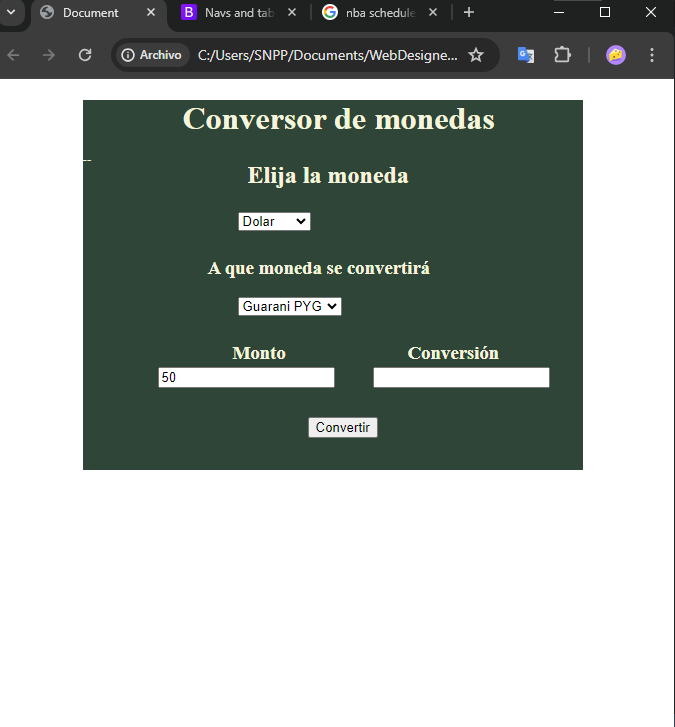 Document
Navs and tab
nba schedule
Archivo C:/Users/SNPP/Documents/WebDesigne...
Conversor de monedas
--
Elija la moneda
Dolar
A que moneda se convertirá
Guarani PYG
Monto Conversión
50
Convertir